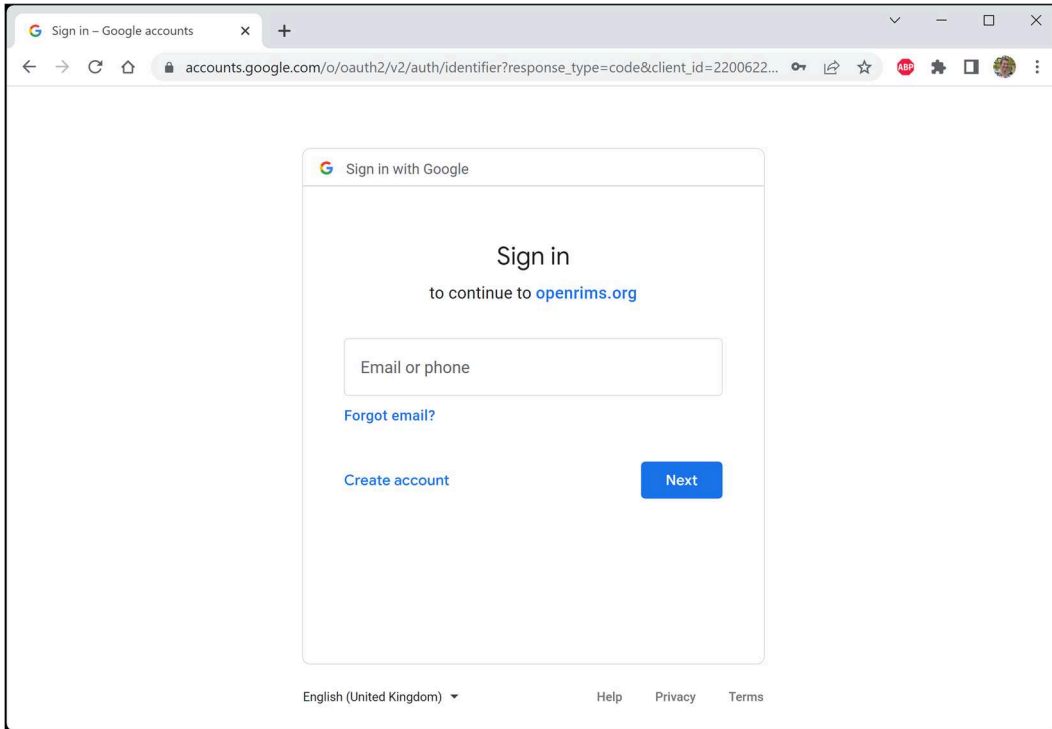 Sign in – Google accounts
accounts.google.com/o/oauth2/v2/auth/identifier?response_type=code&client_id=2200622...
ABP
Sign in with Google
Sign in
to continue to openrims.org
Email or phone
Forgot email?
Create account
Next
English (United Kingdom)
Help Privacy Terms